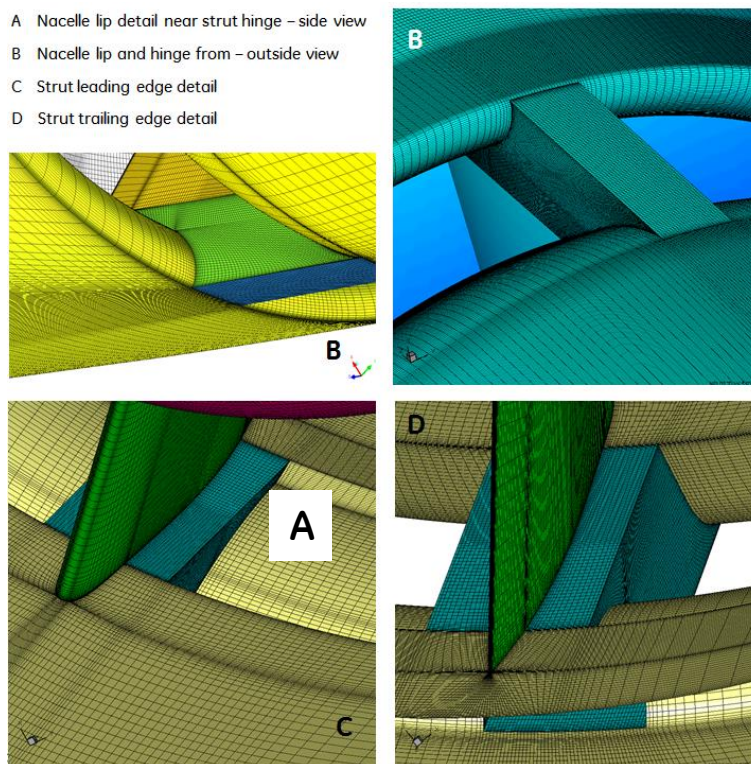 A Nacelle lip detail near strut hinge – side view
B Nacelle lip and hinge from – outside view
C Strut leading edge detail
D Strut trailing edge detail
B
B
A
C
D